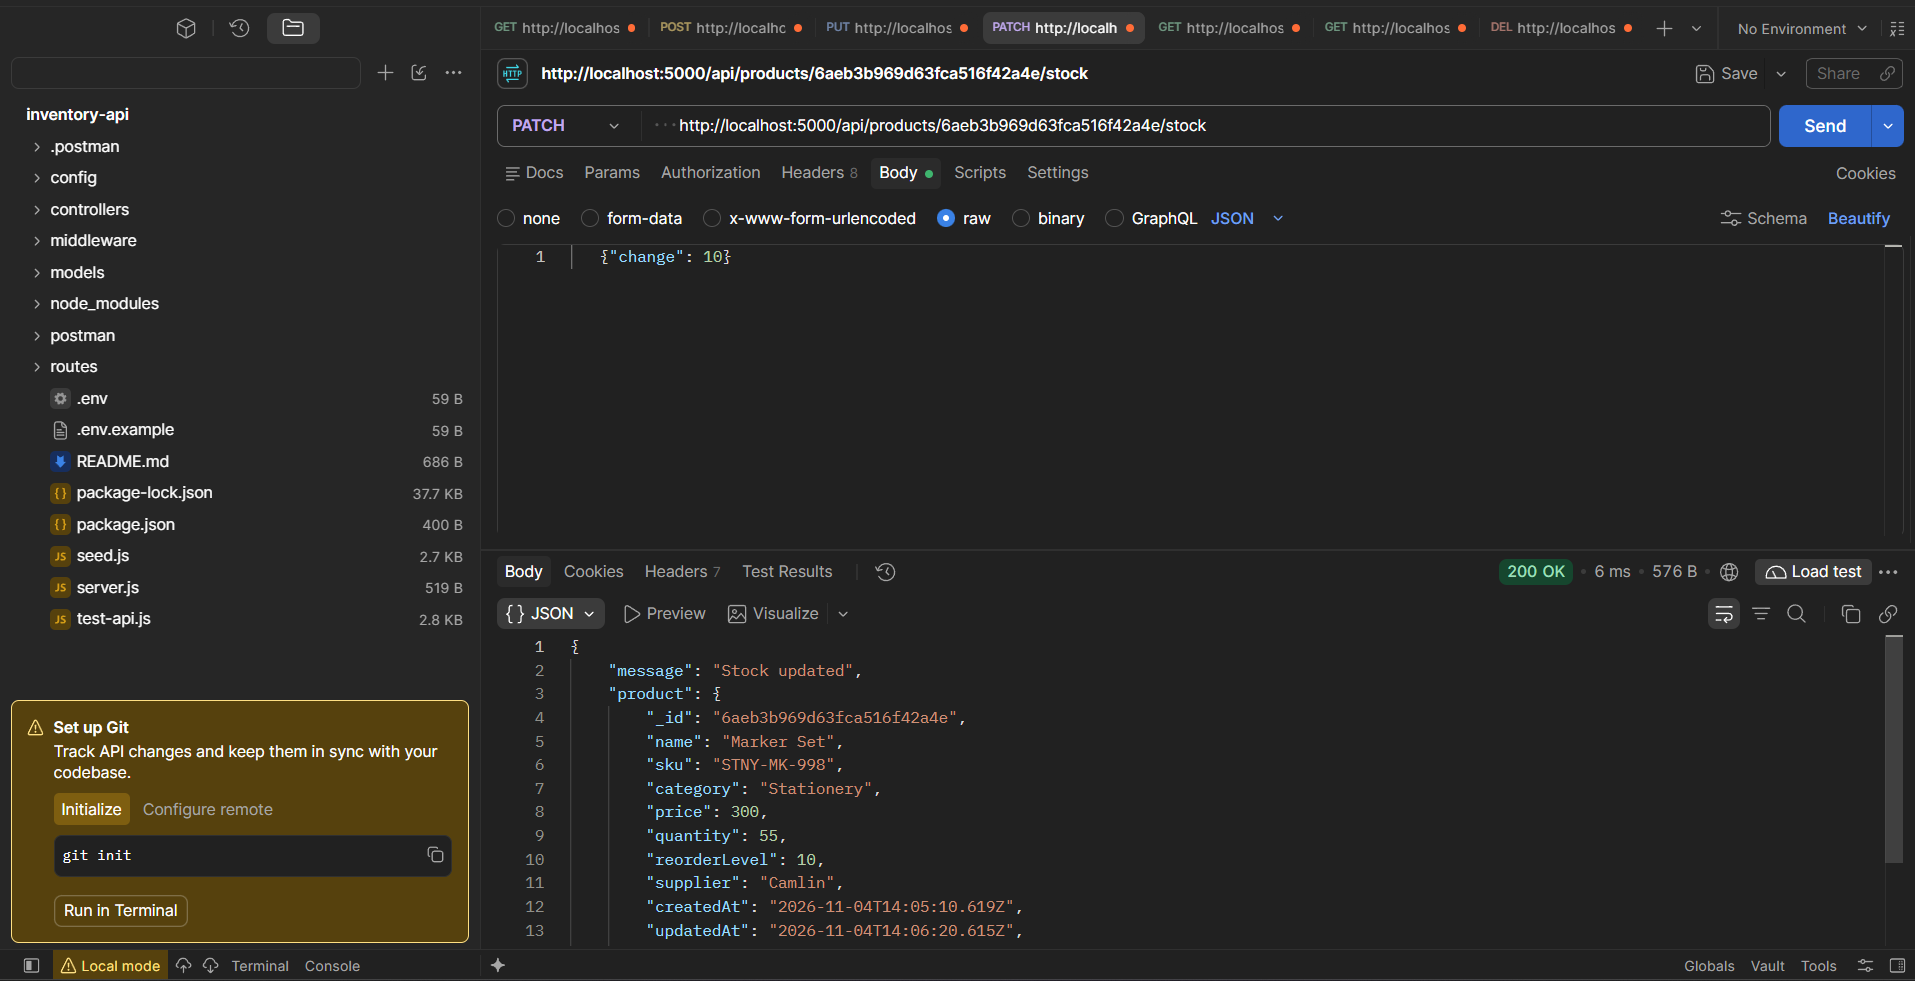 GET http://localhos
POST http://localhc
PUT http://localhos
PATCH http://localh
GET http://localhos
GET http://localhos
DEL http://localhos
No Environment
HTTP http://localhost:5000/api/products/6aeb3b969d63fca516f42a4e/stock
Save
Share
inventory-api
.postman
config
controllers
middleware
models
node_modules
postman
routes
.env 59 B
.env.example 59 B
README.md 686 B
{} package-lock.json 37.7 KB
{} package.json 400 B
JS seed.js 2.7 KB
JS server.js 519 B
JS test-api.js 2.8 KB
Set up Git
Track API changes and keep them in sync with your
codebase.
Initialize Configure remote
git init
Run in Terminal
PATCH http://localhost:5000/api/products/6aeb3b969d63fca516f42a4e/stock
Send
Docs Params Authorization Headers 8 Body Scripts Settings
Cookies
none form-data x-www-form-urlencoded raw binary GraphQL JSON
Schema Beautify
1 {"change": 10}
Body Cookies Headers 7 Test Results
200 OK • 6 ms • 576 B • Load test
{} JSON Preview Visualize
1 {
2 "message": "Stock updated",
3 "product": {
4 "_id": "6aeb3b969d63fca516f42a4e",
5 "name": "Marker Set",
6 "sku": "STNY-MK-998",
7 "category": "Stationery",
8 "price": 300,
9 "quantity": 55,
10 "reorderLevel": 10,
11 "supplier": "Camlin",
12 "createdAt": "2026-11-04T14:05:10.619Z",
13 "updatedAt": "2026-11-04T14:06:20.615Z",
Local mode Terminal Console
Globals Vault Tools